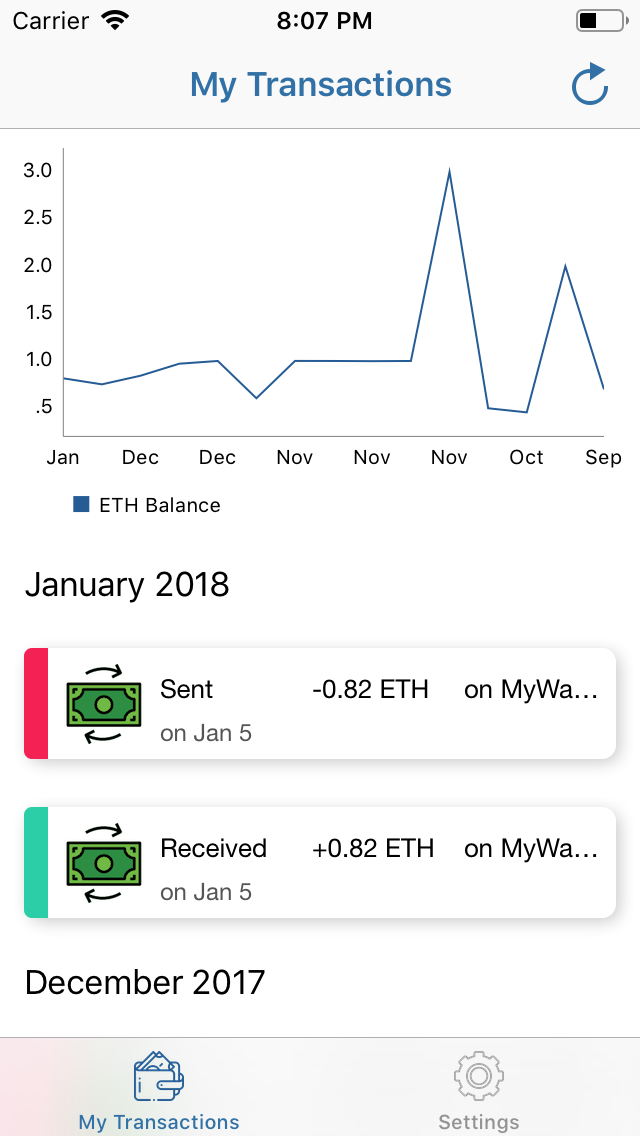 Carrier 8:07 PM
My Transactions
3.0
2.5
2.0
1.5
1.0
.5
Jan Dec Dec Nov Nov Nov Oct Sep
ETH Balance
January 2018
Sent -0.82 ETH on MyWa...
on Jan 5
Received +0.82 ETH on MyWa...
on Jan 5
December 2017
My Transactions Settings